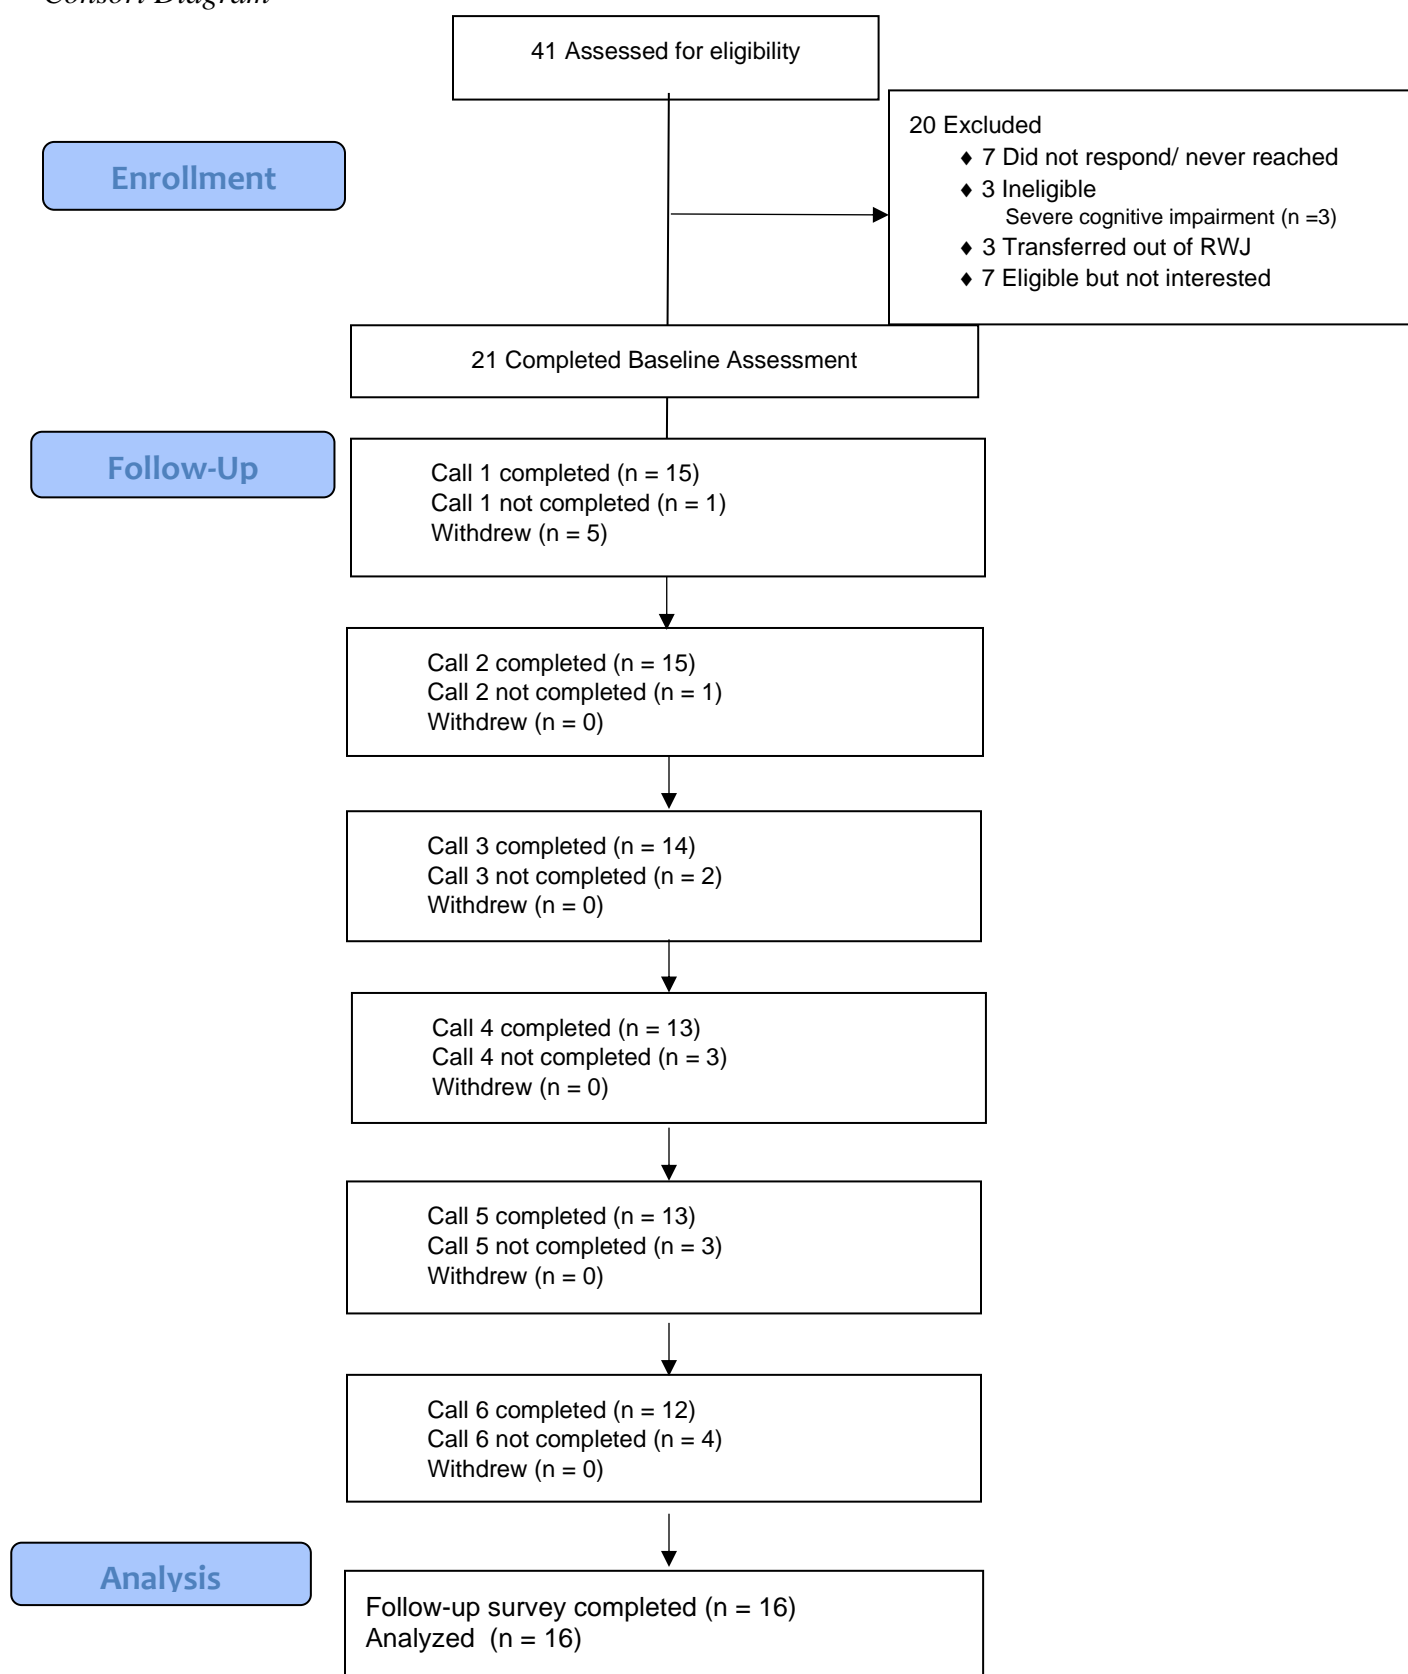 Consort Diagram
41 Assessed for eligibility
Enrollment
20 Excluded
♦ 7 Did not respond/ never reached
♦ 3 Ineligible
Severe cognitive impairment (n =3)
♦ 3 Transferred out of RWJ
♦ 7 Eligible but not interested
21 Completed Baseline Assessment
Follow-Up
Call 1 completed (n = 15)
Call 1 not completed (n = 1)
Withdrew (n = 5)
Call 2 completed (n = 15)
Call 2 not completed (n = 1)
Withdrew (n = 0)
Call 3 completed (n = 14)
Call 3 not completed (n = 2)
Withdrew (n = 0)
Call 4 completed (n = 13)
Call 4 not completed (n = 3)
Withdrew (n = 0)
Call 5 completed (n = 13)
Call 5 not completed (n = 3)
Withdrew (n = 0)
Call 6 completed (n = 12)
Call 6 not completed (n = 4)
Withdrew (n = 0)
Analysis
Follow-up survey completed (n = 16)
Analyzed  (n = 16)